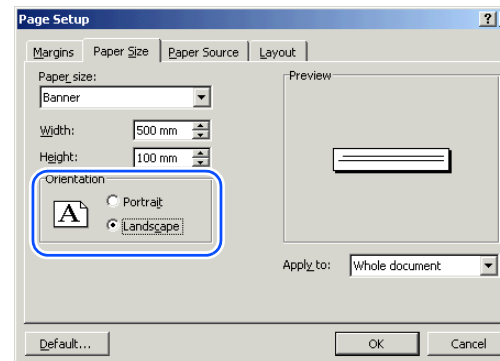 Page Setup
?
Margins Paper Size Paper Source Layout
Paper size:
Banner
Width: 500 mm
Height: 100 mm
Orientation
A
Portrait
Landscape
Preview
Apply to: Whole document
Default... OK Cancel